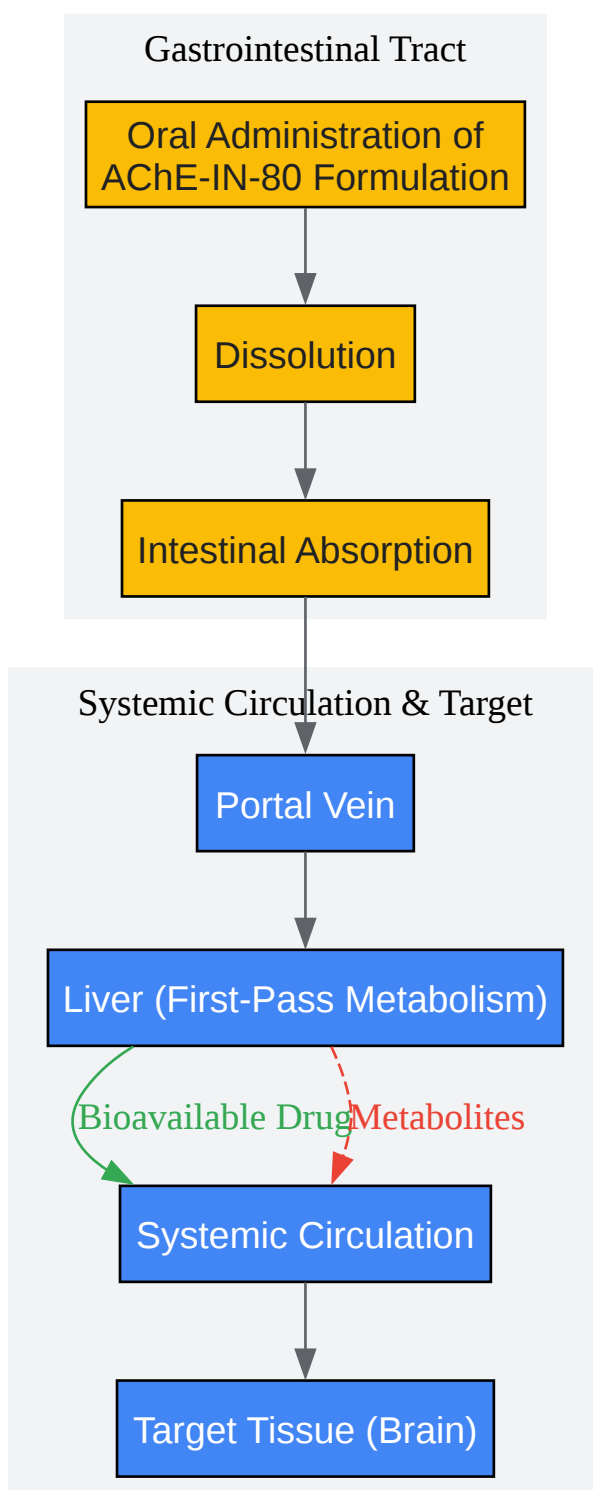 Gastrointestinal Tract
Oral Administration of
AChE-IN-80 Formulation
Dissolution
Intestinal Absorption
Systemic Circulation & Target
Portal Vein
Liver (First-Pass Metabolism)
Bioavailable Drug
Metabolites
Systemic Circulation
Target Tissue (Brain)